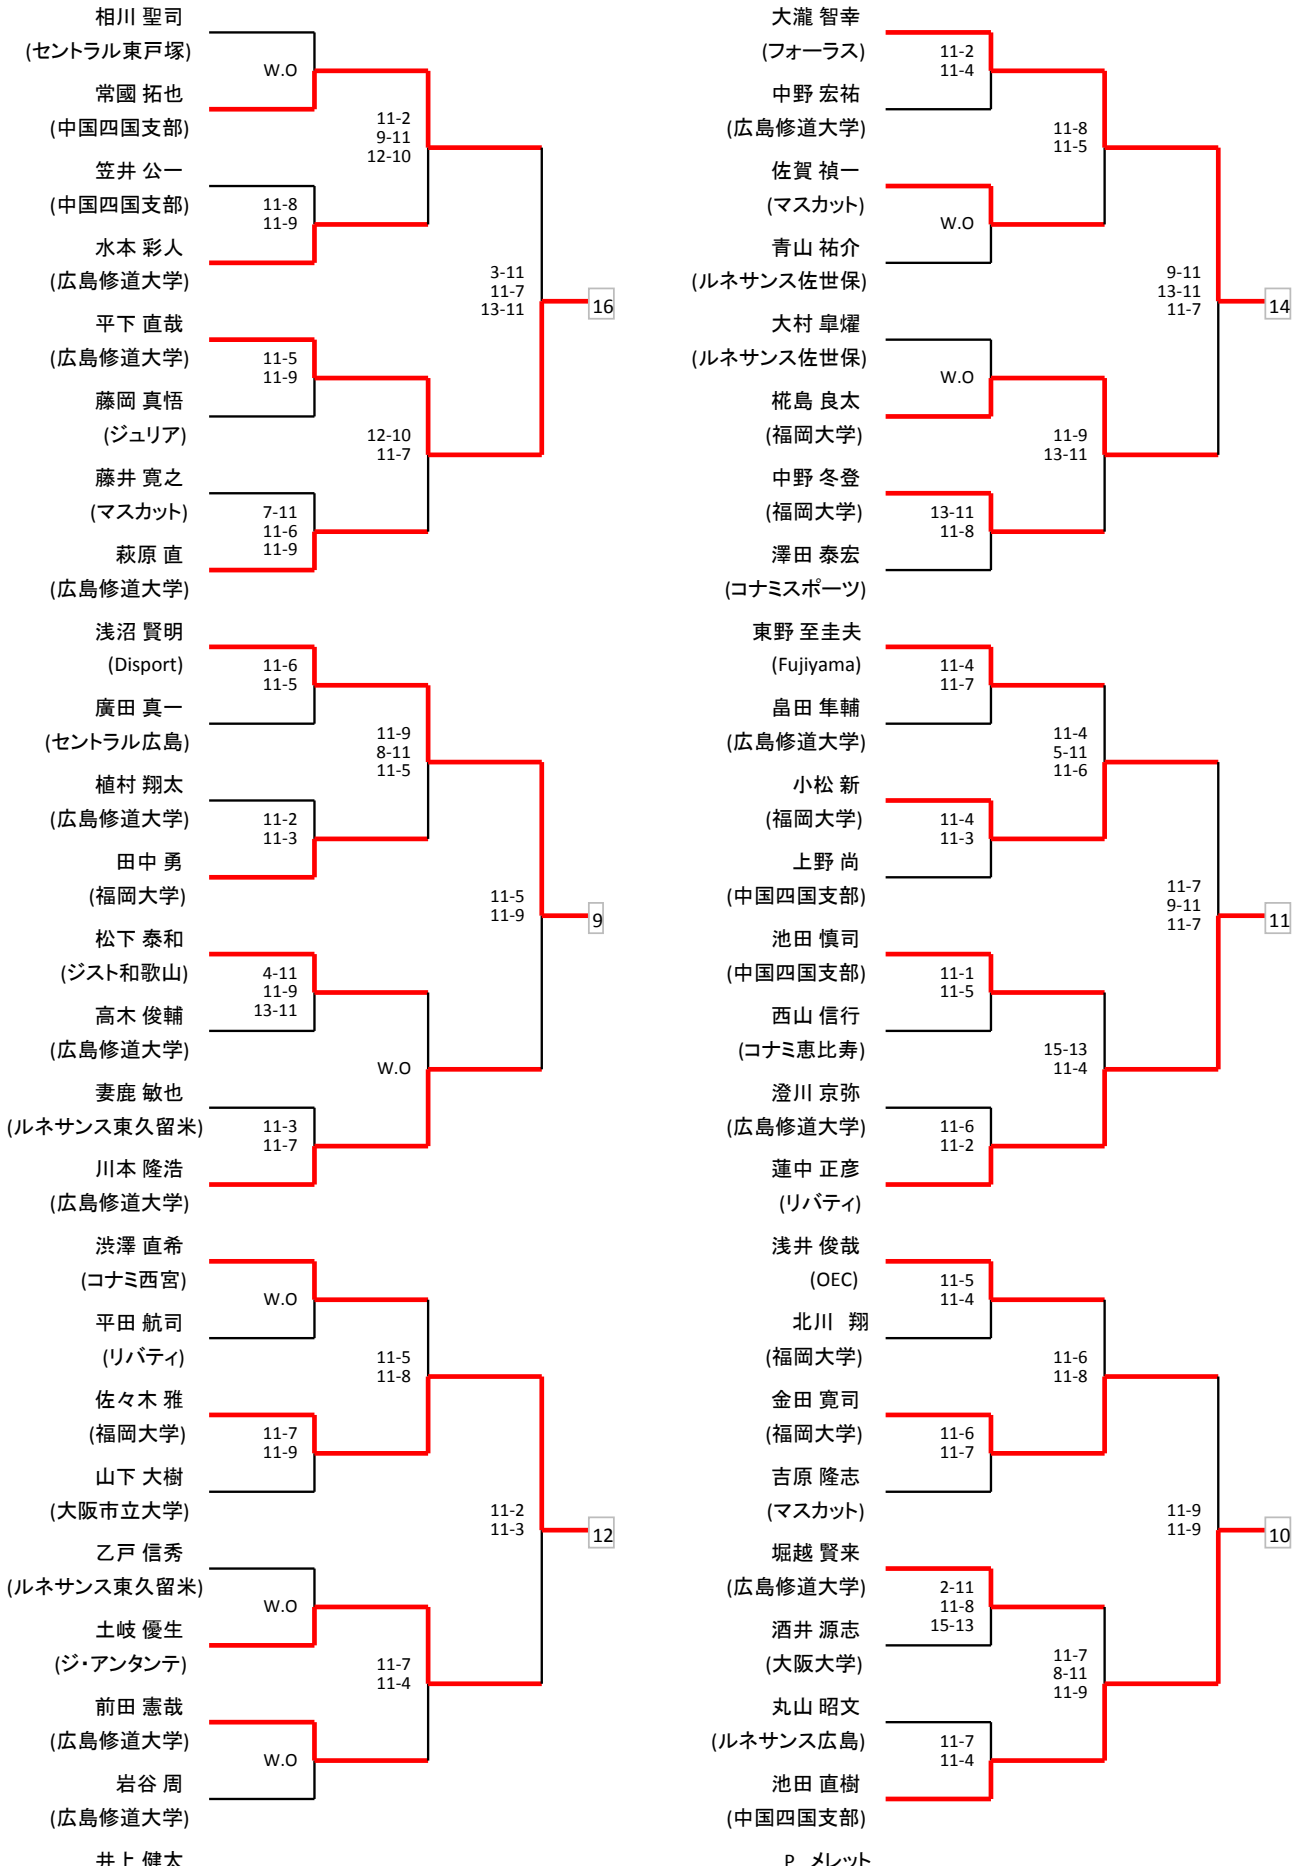 相川 聖司
(セントラル東戸塚)
W.O
常國 拓也
(中国四国支部)
11-2
9-11
12-10
笠井 公一
(中国四国支部)
11-8
11-9
水本 彩人
(広島修道大学)
3-11
11-7
13-11
16
平下 直哉
(広島修道大学)
11-5
11-9
藤岡 真悟
(ジュリア)
12-10
11-7
藤井 寛之
(マスカット)
7-11
11-6
11-9
萩原 直
(広島修道大学)
浅沼 賢明
(Disport)
11-6
11-5
廣田 真一
(セントラル広島)
11-9
8-11
11-5
植村 翔太
(広島修道大学)
11-2
11-3
田中 勇
(福岡大学)
11-5
11-9
9
松下 泰和
(ジスト和歌山)
4-11
11-9
13-11
高木 俊輔
(広島修道大学)
W.O
妻鹿 敏也
(ルネサンス東久留米)
11-3
11-7
川本 隆浩
(広島修道大学)
渋澤 直希
(コナミ西宮)
W.O
平田 航司
(リバティ)
11-5
11-8
佐々木 雅
(福岡大学)
11-7
11-9
山下 大樹
(大阪市立大学)
11-2
11-3
12
乙戸 信秀
(ルネサンス東久留米)
W.O
土岐 優生
(ジ・アンタンテ)
11-7
11-4
前田 憲哉
(広島修道大学)
W.O
岩谷 周
(広島修道大学)
井上 健太
大瀧 智幸
(フォーラス)
11-2
11-4
中野 宏祐
(広島修道大学)
11-8
11-5
佐賀 禎一
(マスカット)
W.O
青山 祐介
(ルネサンス佐世保)
9-11
13-11
11-7
14
大村 皐燿
(ルネサンス佐世保)
W.O
椛島 良太
(福岡大学)
11-9
13-11
中野 冬登
(福岡大学)
13-11
11-8
澤田 泰宏
(コナミスポーツ)
東野 至圭夫
(Fujiyama)
11-4
11-7
畠田 隼輔
(広島修道大学)
11-4
5-11
11-6
小松 新
(福岡大学)
11-4
11-3
上野 尚
(中国四国支部)
11-7
9-11
11-7
11
池田 慎司
(中国四国支部)
11-1
11-5
西山 信行
(コナミ恵比寿)
15-13
11-4
澄川 京弥
(広島修道大学)
11-6
11-2
蓮中 正彦
(リバティ)
浅井 俊哉
(OEC)
11-5
11-4
北川 翔
(福岡大学)
11-6
11-8
金田 寛司
(福岡大学)
11-6
11-7
吉原 隆志
(マスカット)
11-9
11-9
10
堀越 賢来
(広島修道大学)
2-11
11-8
15-13
酒井 源志
(大阪大学)
11-7
8-11
11-9
丸山 昭文
(ルネサンス広島)
11-7
11-4
池田 直樹
(中国四国支部)
P メレット